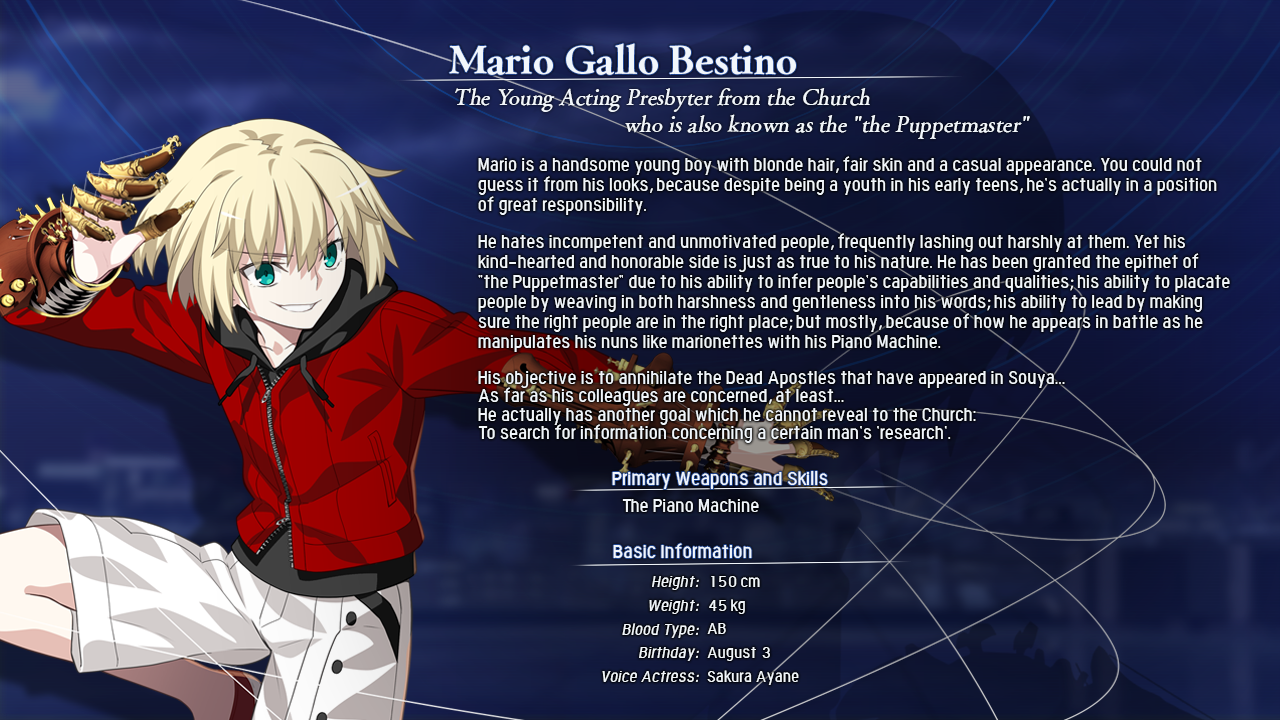 Mario Gallo Bestino
The Young Acting Presbyter from the Church
who is also known as the "the Puppetmaster"
Mario is a handsome young boy with blonde hair, fair skin and a casual appearance. You could not
guess it from his looks, because despite being a youth in his early teens, he's actually in a position
of great responsibility.
He hates incompetent and unmotivated people, frequently lashing out harshly at them. Yet his
kind-hearted and honorable side is just as true to his nature. He has been granted the epithet of
"the Puppetmaster" due to his ability to infer people's capabilities and qualities; his ability to placate
people by weaving in both harshness and gentleness into his words; his ability to lead by making
sure the right people are in the right place; but mostly, because of how he appears in battle as he
manipulates his nuns like marionettes with his Piano Machine.
His objective is to annihilate the Dead Apostles that have appeared in Souya...
As far as his colleagues are concerned, at least...
He actually has another goal which he cannot reveal to the Church:
To search for information concerning a certain man's 'research'.
Primary Weapons and Skills
The Piano Machine
Basic Information
Height: 150 cm
Weight: 45 kg
Blood Type: AB
Birthday: August 3
Voice Actress: Sakura Ayane